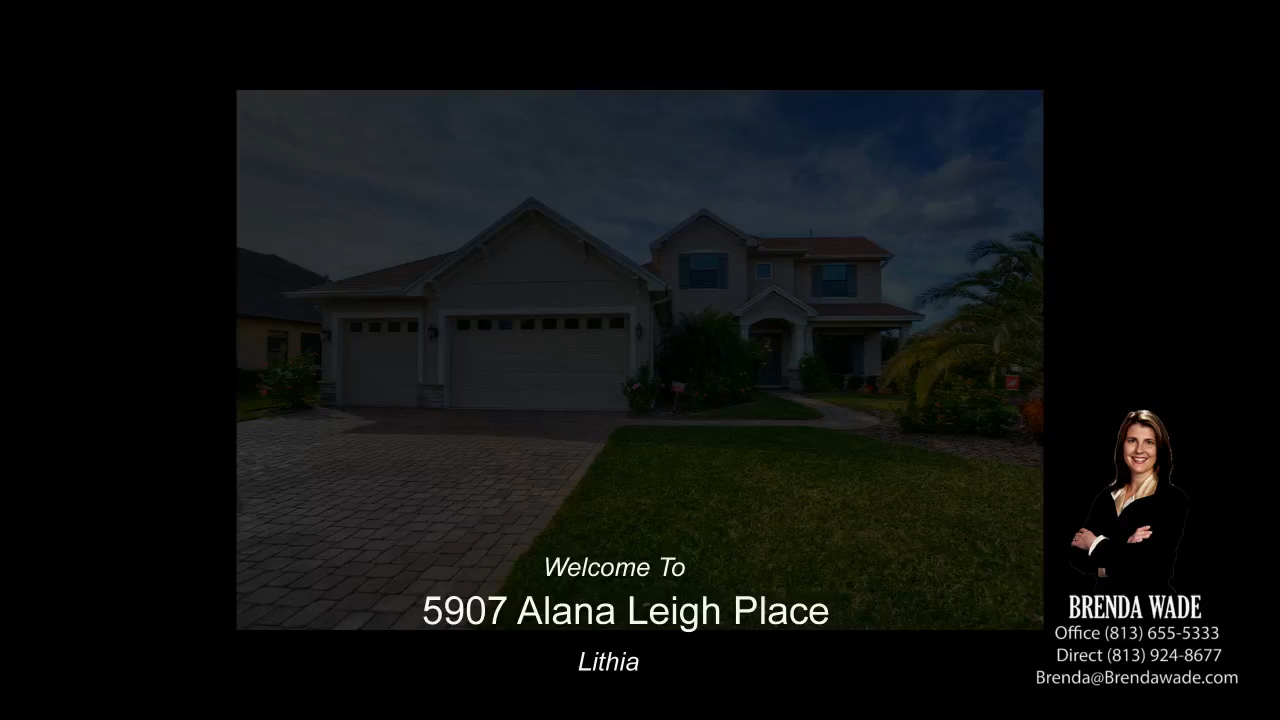 Welcome To
5907 Alana Leigh Place
Lithia
BRENDA WADE
Office (813) 655-5333
Direct (813) 924-8677
Brenda@Brendawade.com